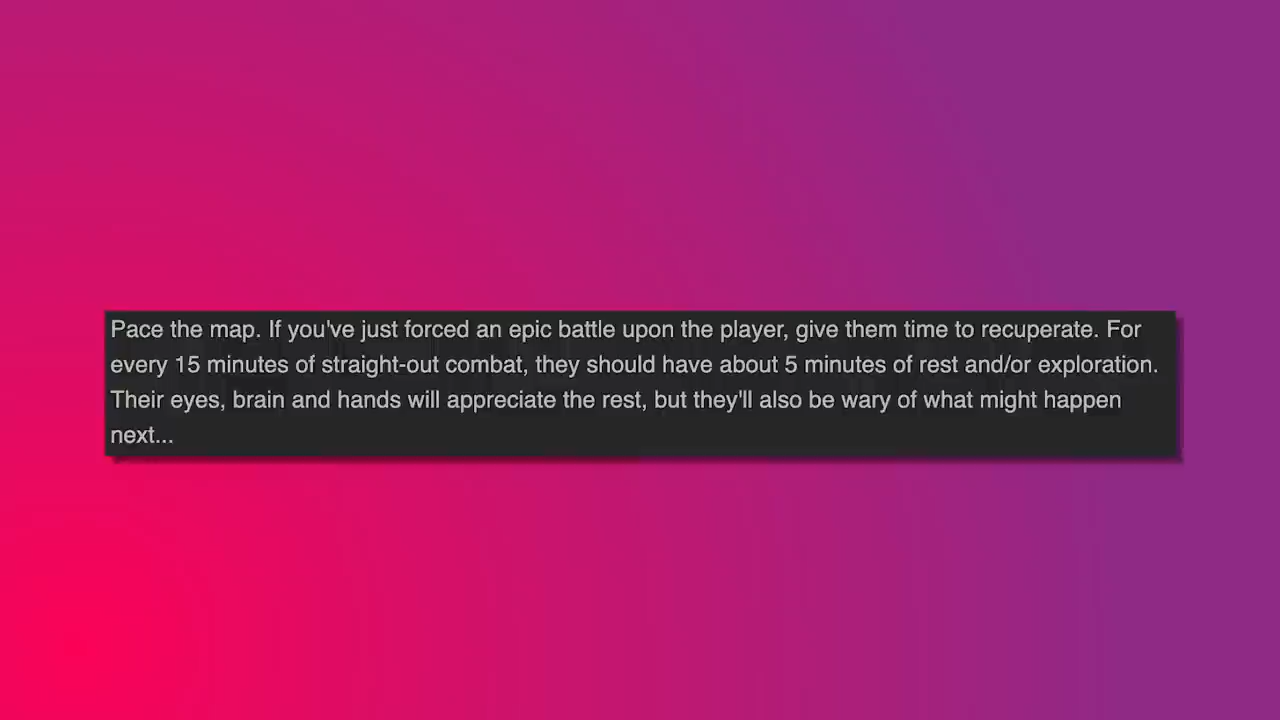 Pace the map. If you've just forced an epic battle upon the player, give them time to recuperate. For
every 15 minutes of straight-out combat, they should have about 5 minutes of rest and/or exploration.
Their eyes, brain and hands will appreciate the rest, but they'll also be wary of what might happen
next...